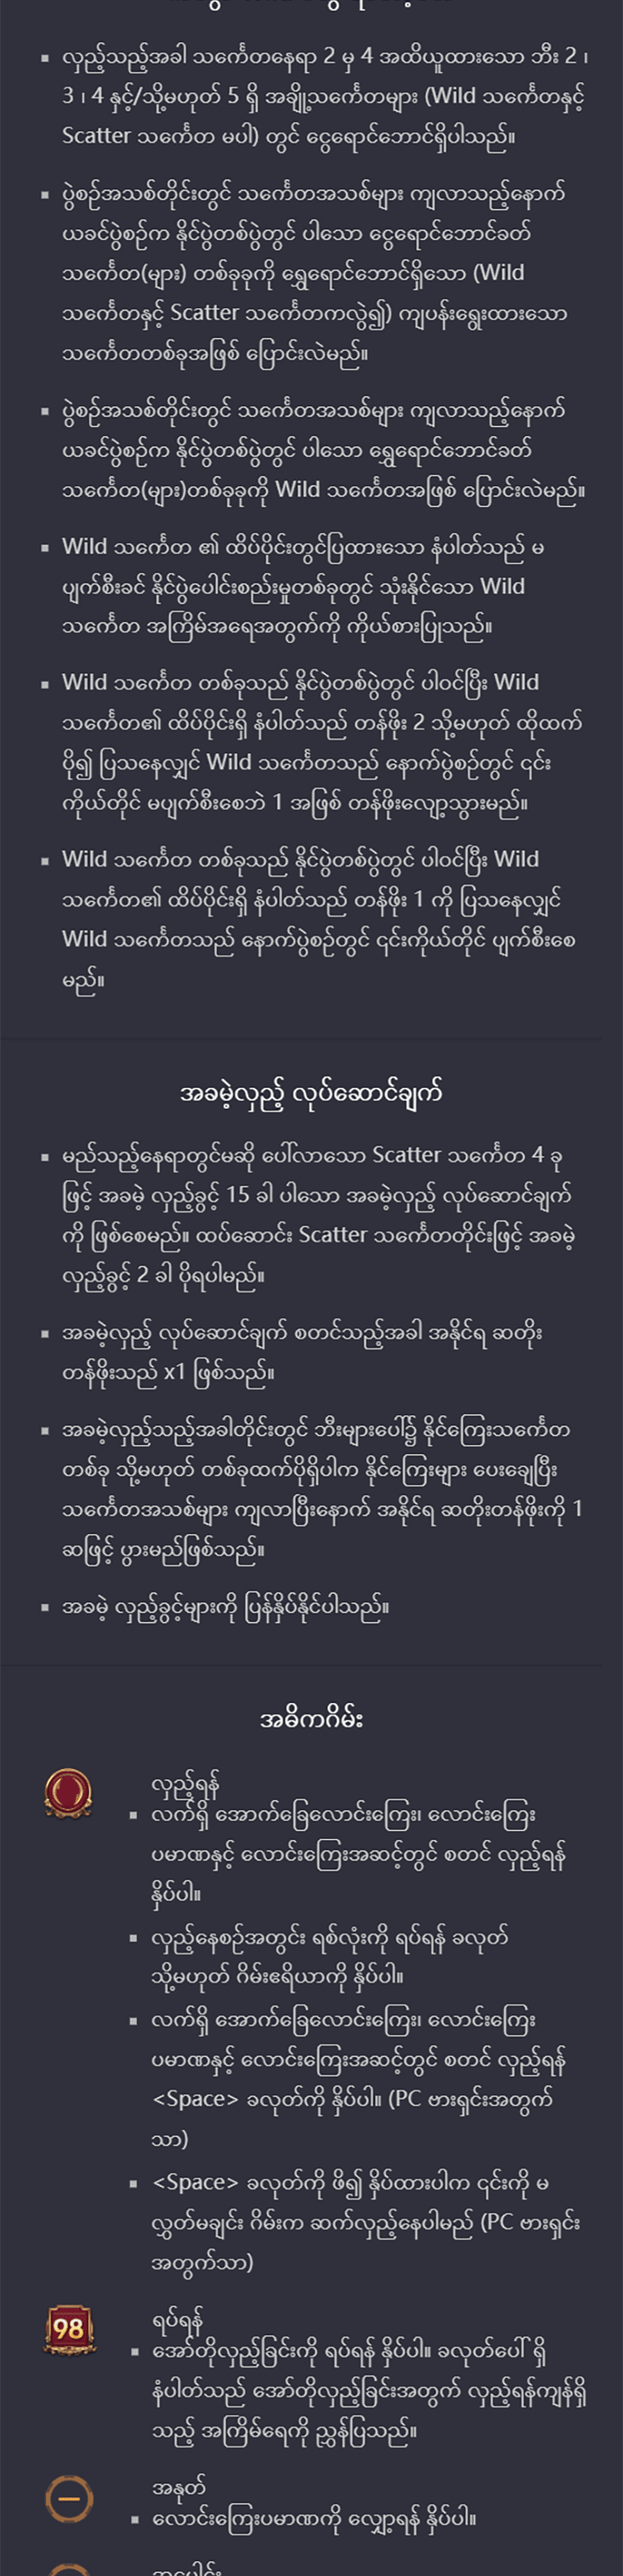 လှည့်သည့်အခါ သင်္ကေတနေရာ 2 မှ 4 အထိယူထားသော ဘီး 2 ၊
3 ၊ 4 နှင့်/သို့မဟုတ် 5 ရှိ အချို့သင်္ကေတများ (Wild သင်္ကေတနှင့်
Scatter သင်္ကေတ မပါ) တွင် ငွေရောင်ဘောင်ရှိပါသည်။
ပွဲစဉ်အသစ်တိုင်းတွင် သင်္ကေတအသစ်များ ကျလာသည့်နောက်
ယခင်ပွဲစဉ်က နိုင်ပွဲတစ်ပွဲတွင် ပါသော ငွေရောင်ဘောင်ခတ်
သင်္ကေတ(များ) တစ်ခုခုကို ရွှေရောင်ဘောင်ရှိသော (Wild
သင်္ကေတနှင့် Scatter သင်္ကေတကလွဲ၍) ကျပန်းရွေးထားသော
သင်္ကေတတစ်ခုအဖြစ် ပြောင်းလဲမည်။
ပွဲစဉ်အသစ်တိုင်းတွင် သင်္ကေတအသစ်များ ကျလာသည့်နောက်
ယခင်ပွဲစဉ်က နိုင်ပွဲတစ်ပွဲတွင် ပါသော ရွှေရောင်ဘောင်ခတ်
သင်္ကေတ(များ)တစ်ခုခုကို Wild သင်္ကေတအဖြစ် ပြောင်းလဲမည်။
Wild သင်္ကေတ ၏ ထိပ်ပိုင်းတွင်ပြထားသော နံပါတ်သည် မ
ပျက်စီးခင် နိုင်ပွဲပေါင်းစည်းမှုတစ်ခုတွင် သုံးနိုင်သော Wild
သင်္ကေတ အကြိမ်အရေအတွက်ကို ကိုယ်စားပြုသည်။
Wild သင်္ကေတ တစ်ခုသည် နိုင်ပွဲတစ်ပွဲတွင် ပါဝင်ပြီး Wild
သင်္ကေတ၏ ထိပ်ပိုင်းရှိ နံပါတ်သည် တန်ဖိုး 2 သို့မဟုတ် ထို့ထက်
ပို၍ ပြသနေလျှင် Wild သင်္ကေတသည် နောက်ပွဲစဉ်တွင် ၎င်း
ကိုယ်တိုင် မပျက်စီးစေဘဲ 1 အဖြစ် တန်ဖိုးလျော့သွားမည်။
Wild သင်္ကေတ တစ်ခုသည် နိုင်ပွဲတစ်ပွဲတွင် ပါဝင်ပြီး Wild
သင်္ကေတ၏ ထိပ်ပိုင်းရှိ နံပါတ်သည် တန်ဖိုး 1 ကို ပြသနေလျှင်
Wild သင်္ကေတသည် နောက်ပွဲစဉ်တွင် ၎င်းကိုယ်တိုင် ပျက်စီးစေ
မည်။
အခမဲ့လှည့် လုပ်ဆောင်ချက်
မည်သည့်နေရာတွင်မဆို ပေါ်လာသော Scatter သင်္ကေတ 4 ခု
ဖြင့် အခမဲ့ လှည့်ခွင့် 15 ခါ ပါသော အခမဲ့လှည့် လုပ်ဆောင်ချက်
ကို ဖြစ်စေမည်။ ထပ်ဆောင်း Scatter သင်္ကေတတိုင်းဖြင့် အခမဲ့
လှည့်ခွင့် 2 ခါ ပိုရပါမည်။
အခမဲ့လှည့် လုပ်ဆောင်ချက် စတင်သည့်အခါ အနိုင်ရ ဆတိုး
တန်ဖိုးသည် x1 ဖြစ်သည်။
အခမဲ့လှည့်သည့်အခါတိုင်းတွင် ဘီးများပေါ်၌ နိုင်ကြေးသင်္ကေတ
တစ်ခု သို့မဟုတ် တစ်ခုထက်ပိုရှိပါက နိုင်ကြေးများ ပေးချေပြီး
သင်္ကေတအသစ်များ ကျလာပြီးနောက် အနိုင်ရ ဆတိုးတန်ဖိုးကို 1
ဆဖြင့် ပွားမည်ဖြစ်သည်။
အခမဲ့ လှည့်ခွင့်များကို ပြန်နှိပ်နိုင်ပါသည်။
အဓိကဂိမ်း
လှည့်ရန်
လက်ရှိ အောက်ခြေလောင်းကြေး၊ လောင်းကြေး
ပမာဏနှင့် လောင်းကြေးအဆင့်တွင် စတင် လှည့်ရန်
နှိပ်ပါ။
လှည့်နေစဉ်အတွင်း ရစ်လုံးကို ရပ်ရန် ခလုတ်
သို့မဟုတ် ဂိမ်းဧရိယာကို နှိပ်ပါ။
လက်ရှိ အောက်ခြေလောင်းကြေး၊ လောင်းကြေး
ပမာဏနှင့် လောင်းကြေးအဆင့်တွင် စတင် လှည့်ရန်
<Space> ခလုတ်ကို နှိပ်ပါ။ (PC ဗားရှင်းအတွက်
သာ)
<Space> ခလုတ်ကို ဖိ၍ နှိပ်ထားပါက ၎င်းကို မ
လွှတ်မချင်း ဂိမ်းက ဆက်လှည့်နေပါမည် (PC ဗားရှင်း
အတွက်သာ)
98
ရပ်ရန်
အော်တိုလှည့်ခြင်းကို ရပ်ရန် နှိပ်ပါ။ ခလုတ်ပေါ် ရှိ
နံပါတ်သည် အော်တိုလှည့်ခြင်းအတွက် လှည့်ရန်ကျန်ရှိ
သည့် အကြိမ်ရေကို ညွှန်ပြသည်။
အနုတ်
လောင်းကြေးပမာဏကို လျှော့ရန် နှိပ်ပါ။